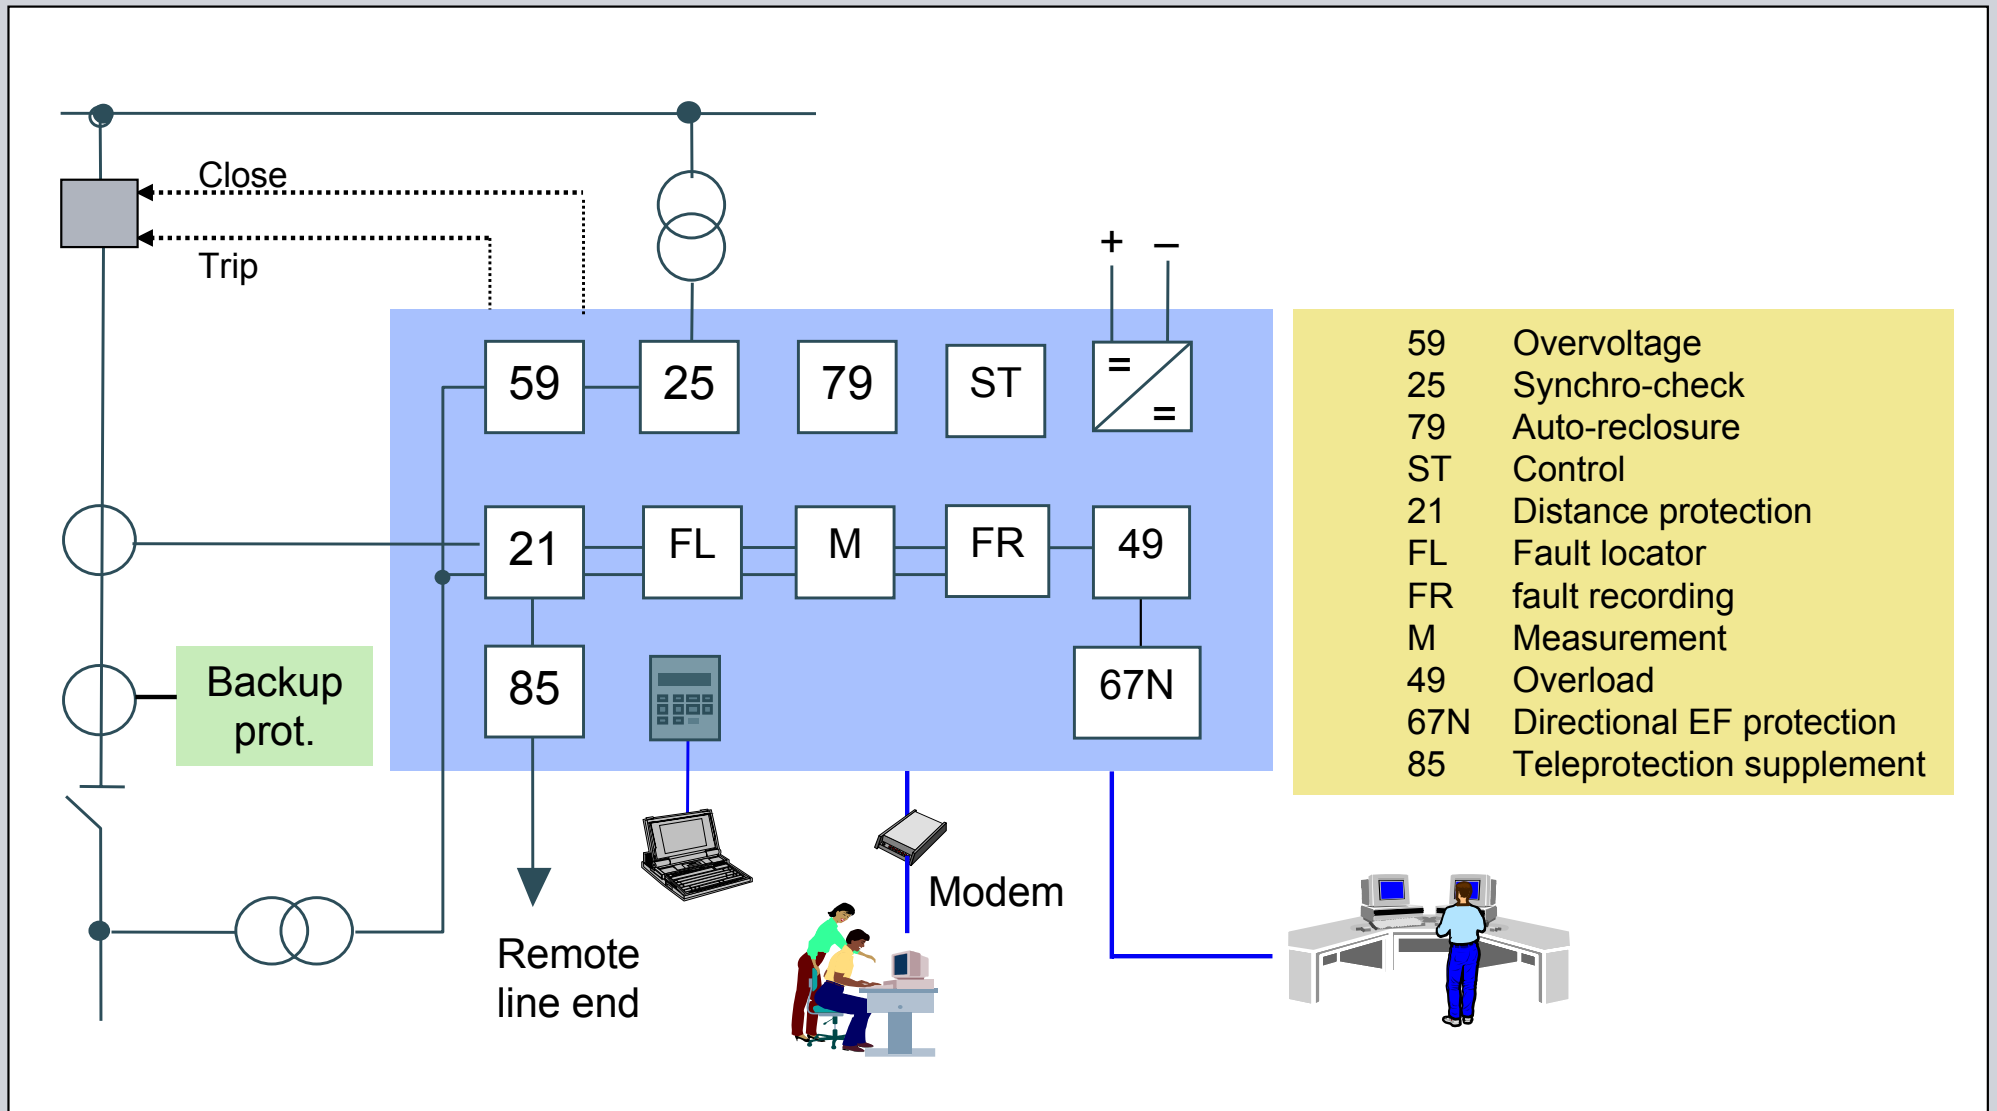 Close
Trip
+ –
59 25 79 ST = =
21 FL M FR 49
85 67N
Backup
prot.
Modem
Remote
line end
59 Overvoltage
25 Synchro-check
79 Auto-reclosure
ST Control
21 Distance protection
FL Fault locator
FR fault recording
M Measurement
49 Overload
67N Directional EF protection
85 Teleprotection supplement